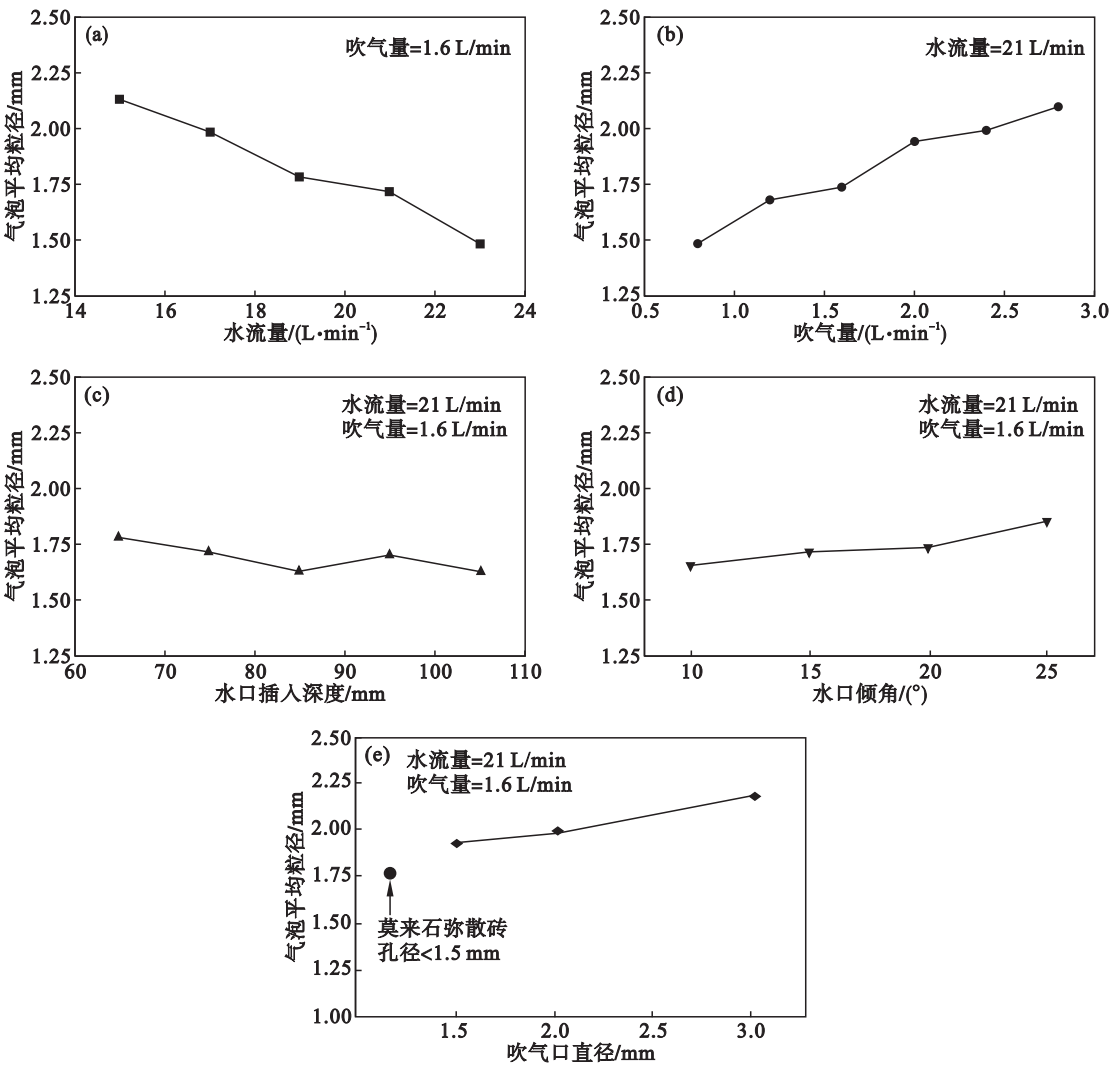 (a)
吹气量=1.6 L/min
气泡平均粒径/mm
2.50
2.25
2.00
1.75
1.50
1.25
14 16 18 20 22 24
水流量/(L·min⁻¹)
(b)
水流量=21 L/min
气泡平均粒径/mm
2.50
2.25
2.00
1.75
1.50
1.25
0.5 1.0 1.5 2.0 2.5 3.0
吹气量/(L·min⁻¹)
(c)
水流量=21 L/min
吹气量=1.6 L/min
气泡平均粒径/mm
2.50
2.25
2.00
1.75
1.50
1.25
60 70 80 90 100 110
水口插入深度/mm
(d)
水流量=21 L/min
吹气量=1.6 L/min
气泡平均粒径/mm
2.50
2.25
2.00
1.75
1.50
1.25
10 15 20 25
水口倾角/(°)
(e)
水流量=21 L/min
吹气量=1.6 L/min
气泡平均粒径/mm
2.50
2.25
2.00
1.75
1.50
1.25
1.00
莫来石弥散砖
孔径<1.5 mm
1.5 2.0 2.5 3.0
吹气口直径/mm